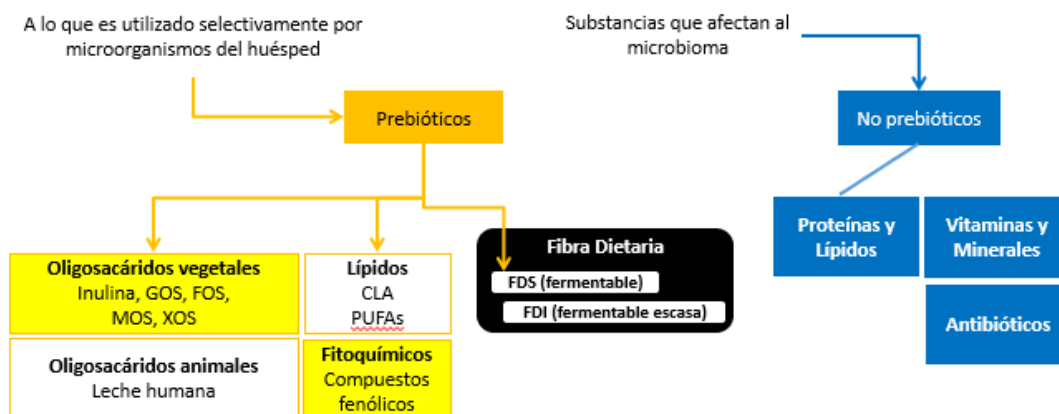 A lo que es utilizado selectivamente por
microorganismos del huésped
Substancias que afectan al
microbioma
Prebióticos
No prebióticos
Oligosacáridos vegetales
Inulina, GOS, FOS,
MOS, XOS
Lípidos
CLA
PUFAs
Fibra Dietaria
FDS (fermentable)
FDI (fermentable escasa)
Proteínas y
Lípidos
Vitaminas y
Minerales
Oligosacáridos animales
Leche humana
Fitoquímicos
Compuestos
fenólicos
Antibióticos